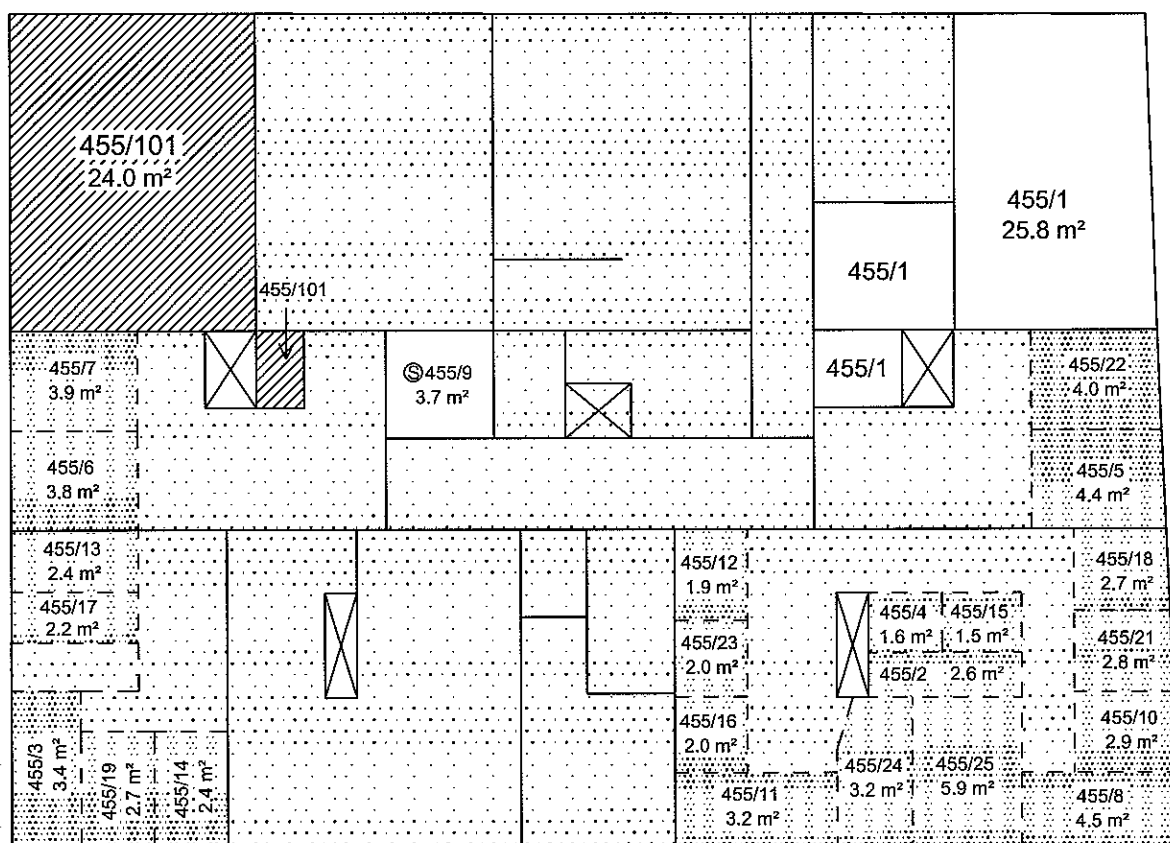 455/101
24.0 m²
455/1
25.8 m²
455/1
455/101
455/7
3.9 m²
Ⓢ455/9
3.7 m²
455/1
455/22
4.0 m²
455/6
3.8 m²
455/5
4.4 m²
455/13
2.4 m²
455/17
2.2 m²
455/12
1.9 m²
455/18
2.7 m²
455/4
1.6 m²
455/15
1.5 m²
455/23
2.0 m²
455/2 2.6 m²
455/21
2.8 m²
455/16
2.0 m²
455/10
2.9 m²
455/3
3.4 m²
455/19
2.7 m²
455/14
2.4 m²
455/11
3.2 m²
455/24
3.2 m²
455/25
5.9 m²
455/8
4.5 m²